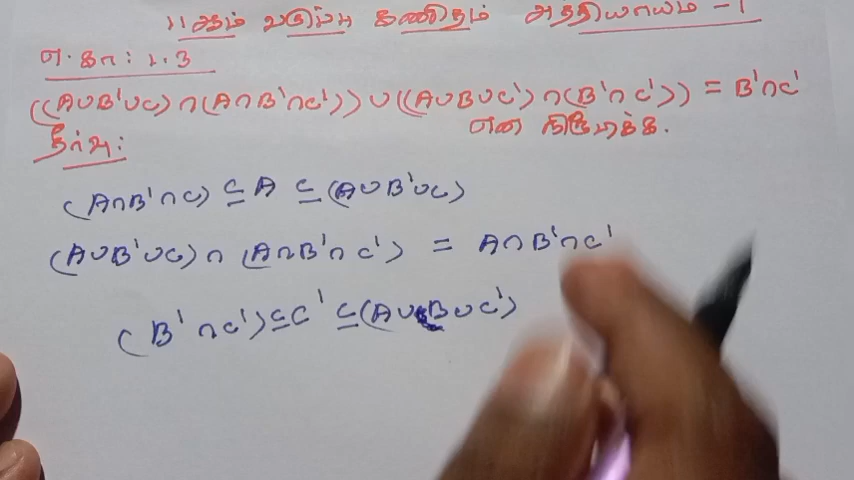 11 ஆம் வகுப்பு கணிதம் அத்தியாயம் - 1
எ.கா: 1.3
((A∪B'∪C)∩(A∩B'∩C'))∪((A∪B∪C')∩(B'∩C')) = B'∩C'
என நிரூபிக்க.
தீர்வு:
(A∩B'∩C) ⊆ A ⊆ (A∪B'∪C)
(A∪B'∪C)∩(A∩B'∩C') = A∩B'∩C'
(B'∩C') ⊆ C' ⊆ (A∪B∪C')